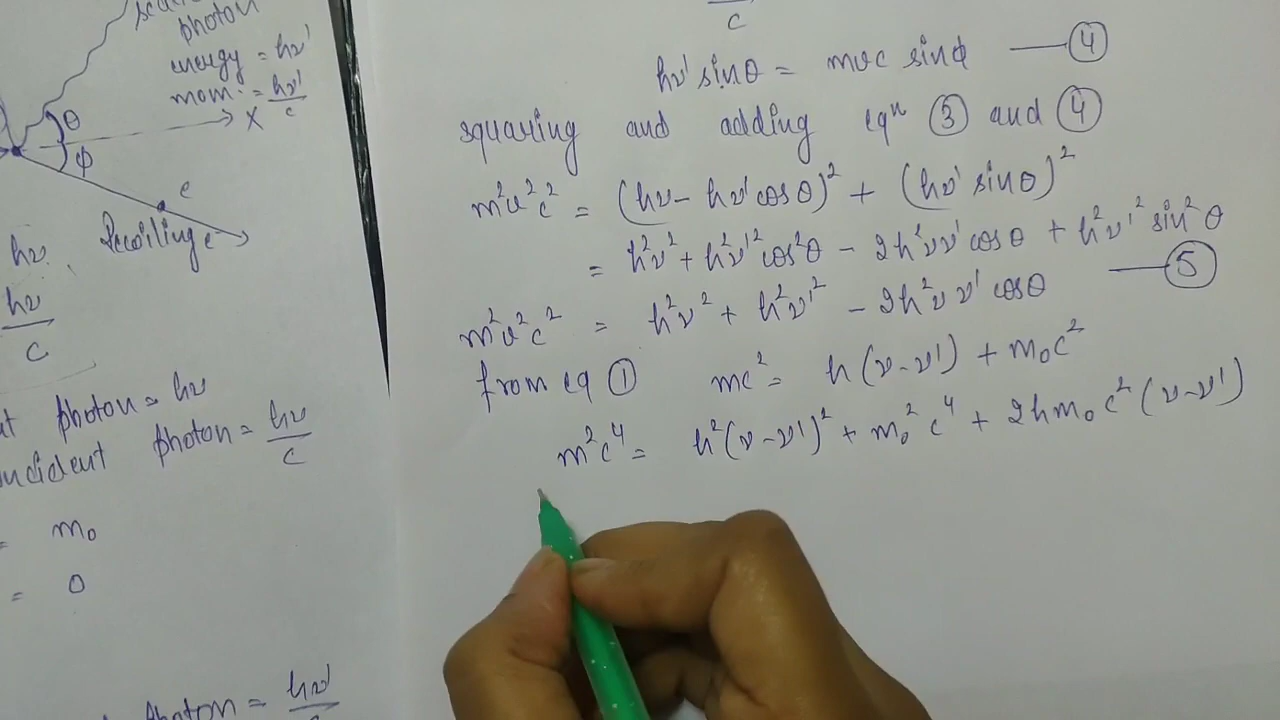 photon
energy = hν'
mom. = hν'/c
θ
X
φ
e
Recoiling e
hν
hν/c
photon = hν
incident photon = hν/c
= m₀
= 0
photon = hν'
c
hν' sinθ = mvc sinϕ —— ④
squaring and adding eqⁿ ③ and ④
m²v²c² = (hν - hν' cosθ)² + (hν' sinθ)²
= h²ν² + h²ν'² cos²θ - 2h²νν' cosθ + h²ν'² sin²θ
m²v²c² = h²ν² + h²ν'² - 2h²νν' cosθ —— ⑤
from eq ① mc² = h(ν-ν') + m₀c²
m²c⁴ = h²(ν-ν')² + m₀²c⁴ + 2hm₀c²(ν-ν')